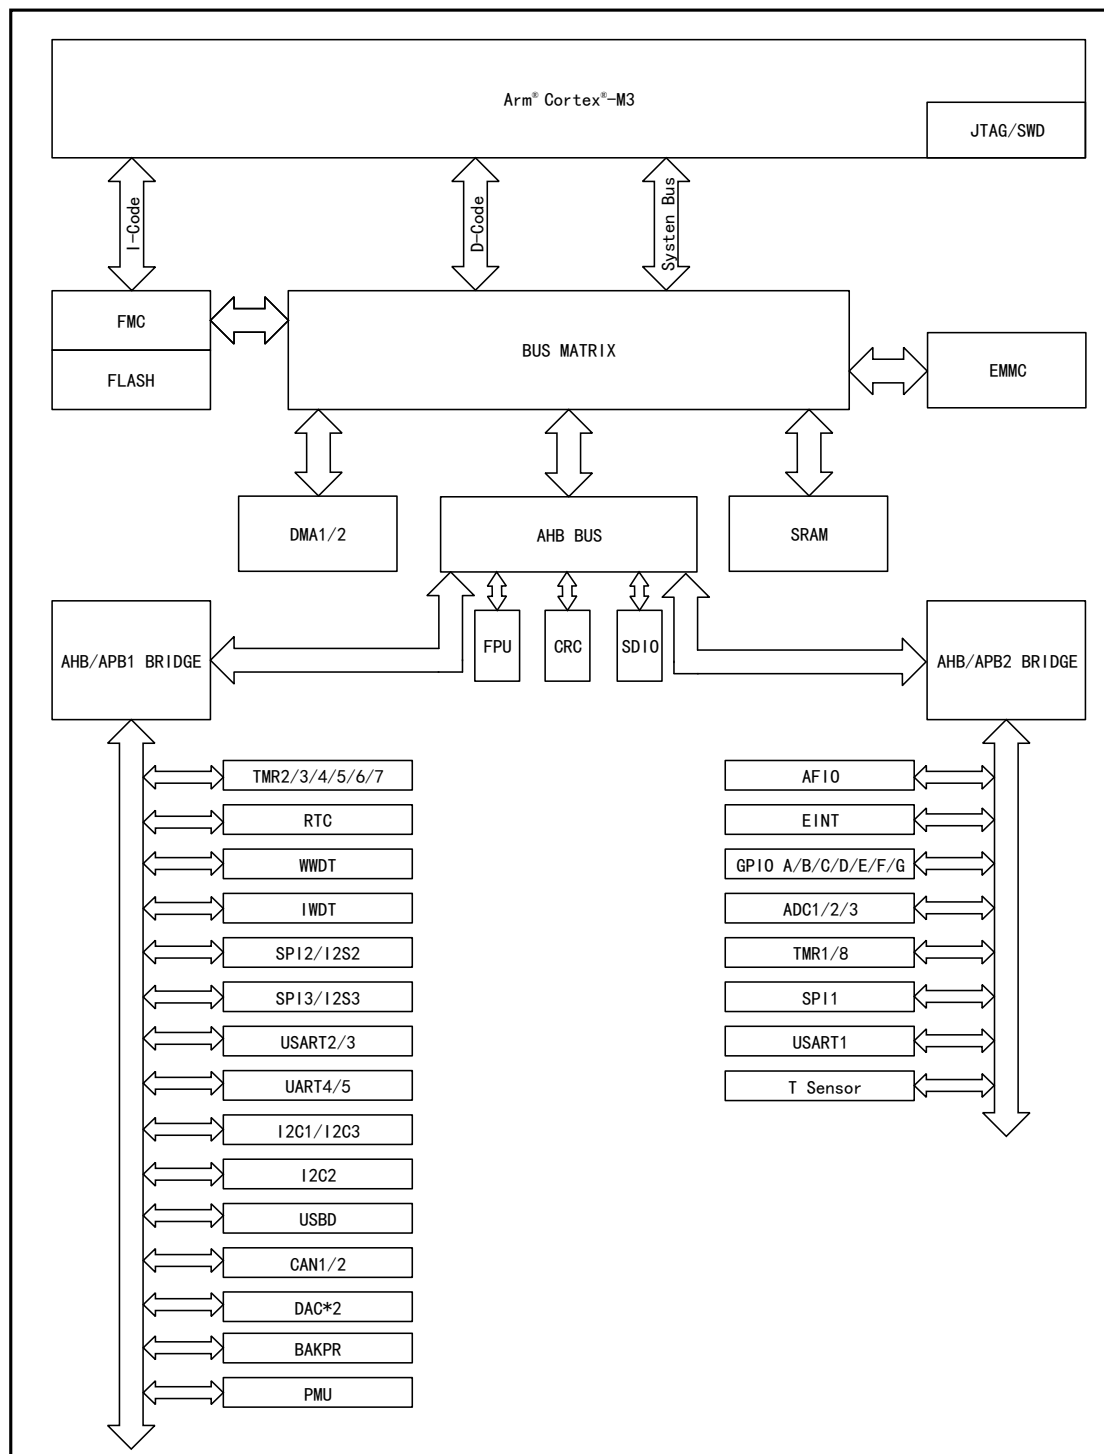 Arm® Cortex®-M3
JTAG/SWD
I-Code
D-Code
Systen Bus
FMC
FLASH
BUS MATRIX
EMMC
DMA1/2
AHB BUS
SRAM
FPU
CRC
SDIO
AHB/APB1 BRIDGE
AHB/APB2 BRIDGE
TMR2/3/4/5/6/7
RTC
WWDT
IWDT
SPI2/I2S2
SPI3/I2S3
USART2/3
UART4/5
I2C1/I2C3
I2C2
USBD
CAN1/2
DAC*2
BAKPR
PMU
AFIO
EINT
GPIO A/B/C/D/E/F/G
ADC1/2/3
TMR1/8
SPI1
USART1
T Sensor